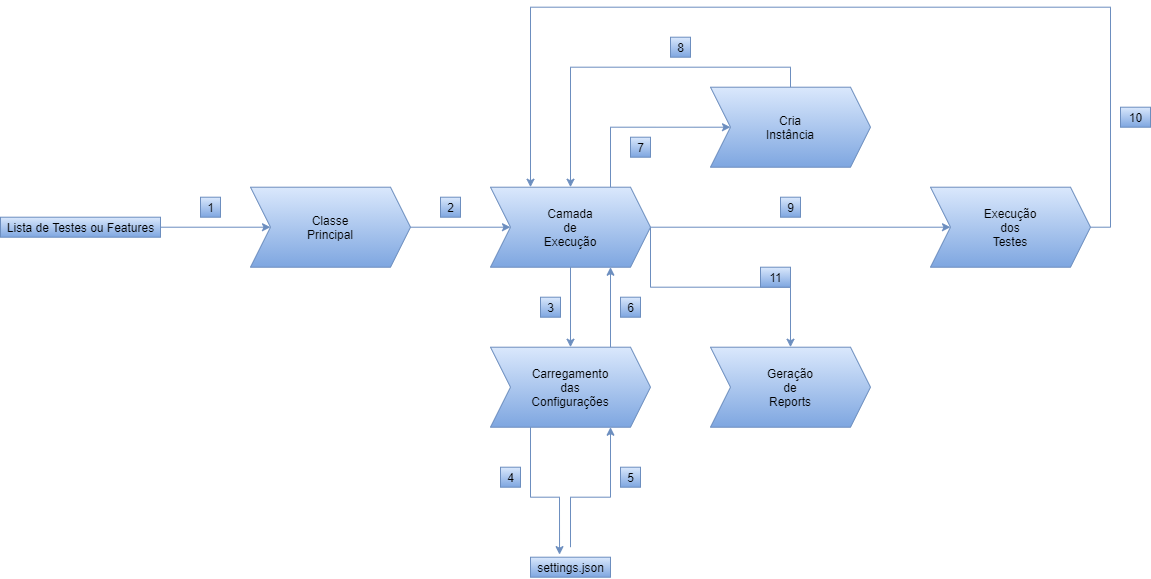 8
Cria
Instância
10
7
1
2
9
Lista de Testes ou Features
Classe
Principal
Camada
de
Execução
Execução
dos
Testes
11
3
6
Carregamento
das
Configurações
Geração
de
Reports
4
5
settings.json